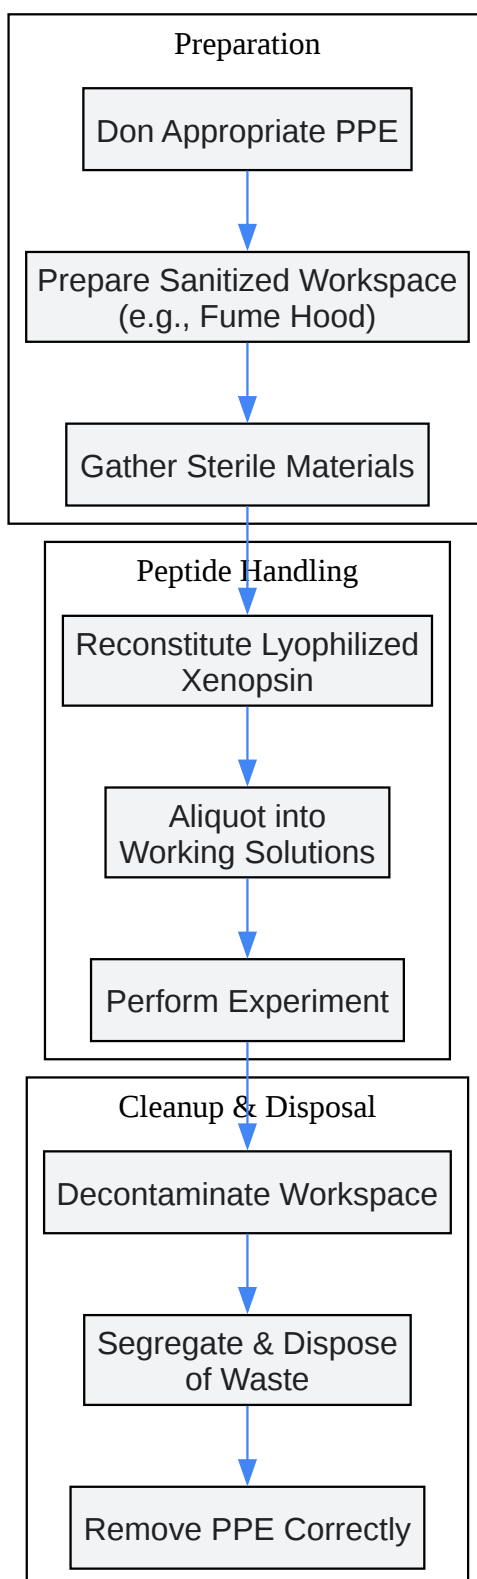 Preparation
Don Appropriate PPE
Prepare Sanitized Workspace
(e.g., Fume Hood)
Gather Sterile Materials
Peptide Handling
Reconstitute Lyophilized
Xenopsin
Aliquot into
Working Solutions
Perform Experiment
Cleanup & Disposal
Decontaminate Workspace
Segregate & Dispose
of Waste
Remove PPE Correctly